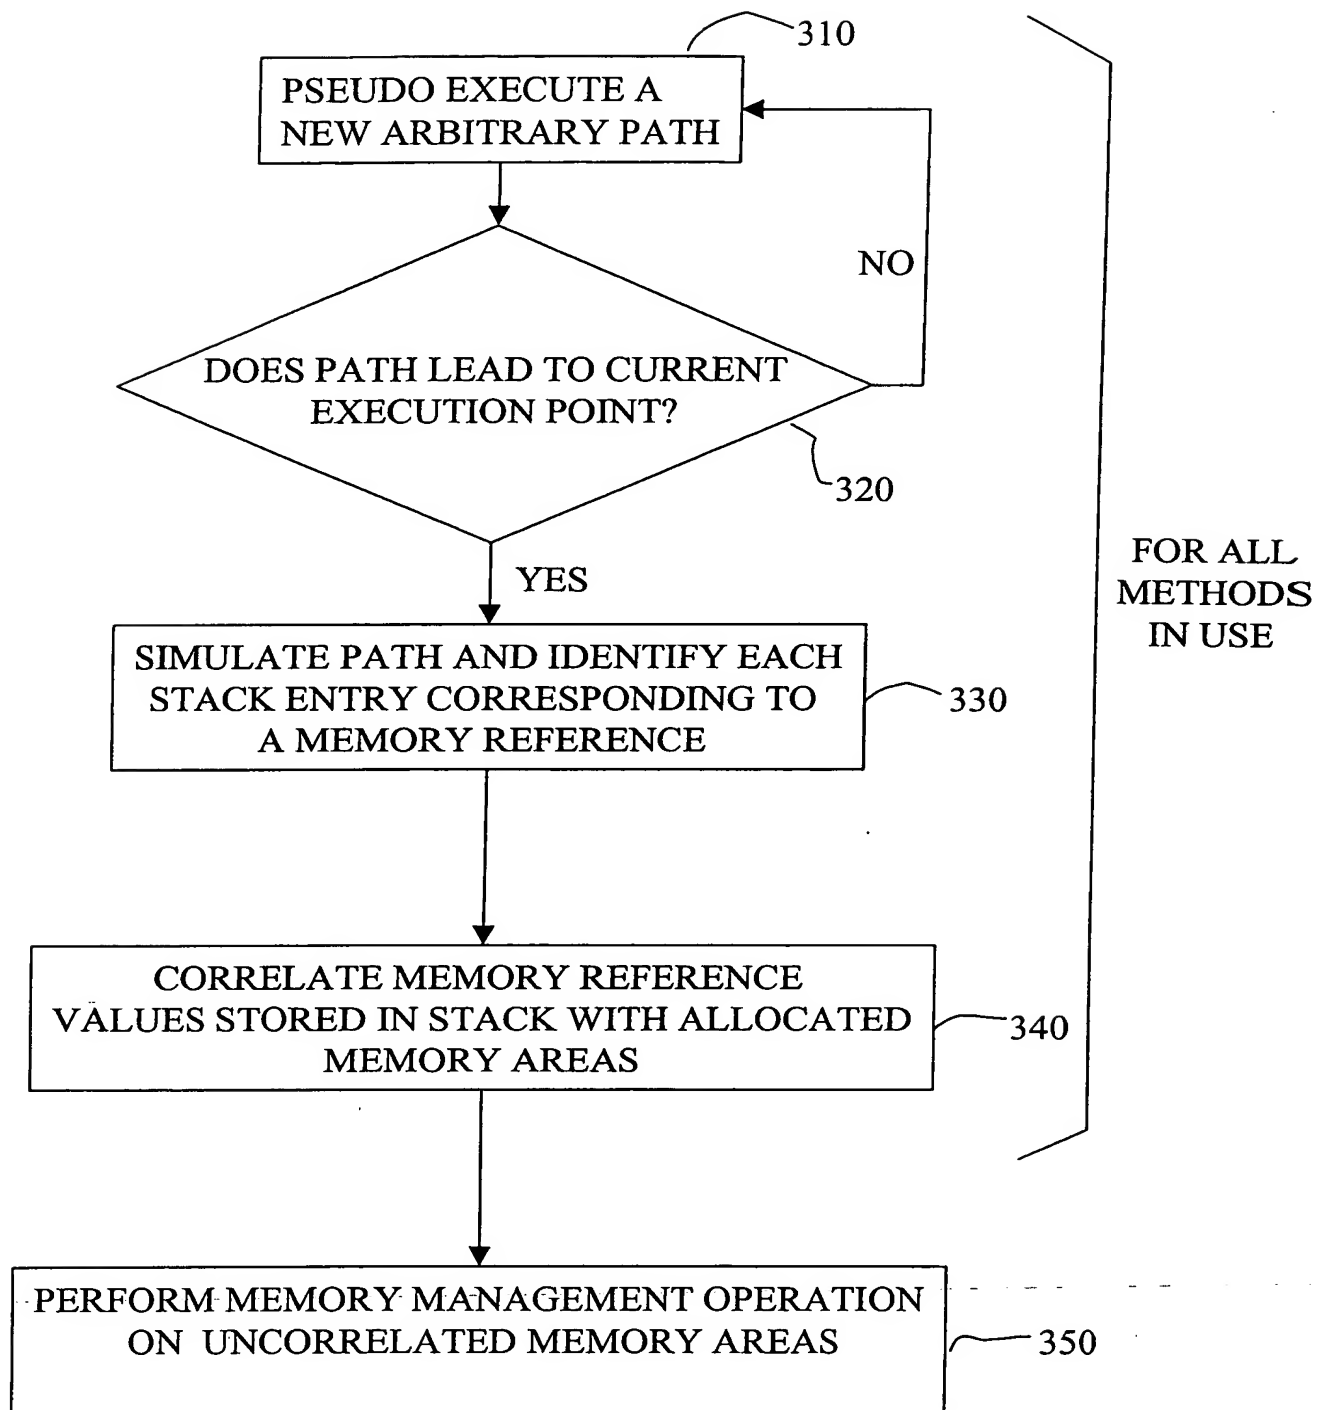 310
PSEUDO EXECUTE A
NEW ARBITRARY PATH
NO
DOES PATH LEAD TO CURRENT
EXECUTION POINT?
320
YES
FOR ALL
METHODS
IN USE
SIMULATE PATH AND IDENTIFY EACH
STACK ENTRY CORRESPONDING TO
A MEMORY REFERENCE
330
CORRELATE MEMORY REFERENCE
VALUES STORED IN STACK WITH ALLOCATED
MEMORY AREAS
340
PERFORM MEMORY MANAGEMENT OPERATION
ON UNCORRELATED MEMORY AREAS
350